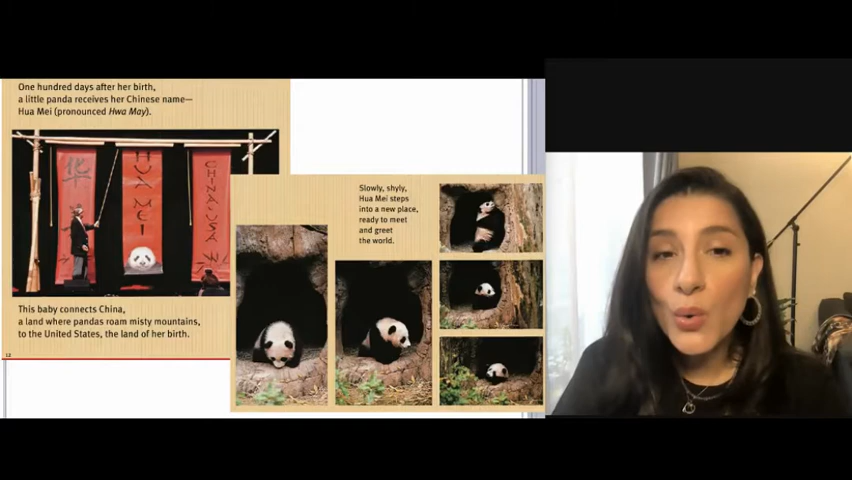 One hundred days after her birth,
a little panda receives her Chinese name—
Hua Mei (pronounced Hwa May).
华
HUA MEI
CHINA & USA
This baby connects China,
a land where pandas roam misty mountains,
to the United States, the land of her birth.
12
Slowly, shyly,
Hua Mei steps
into a new place,
ready to meet
and greet
the world.